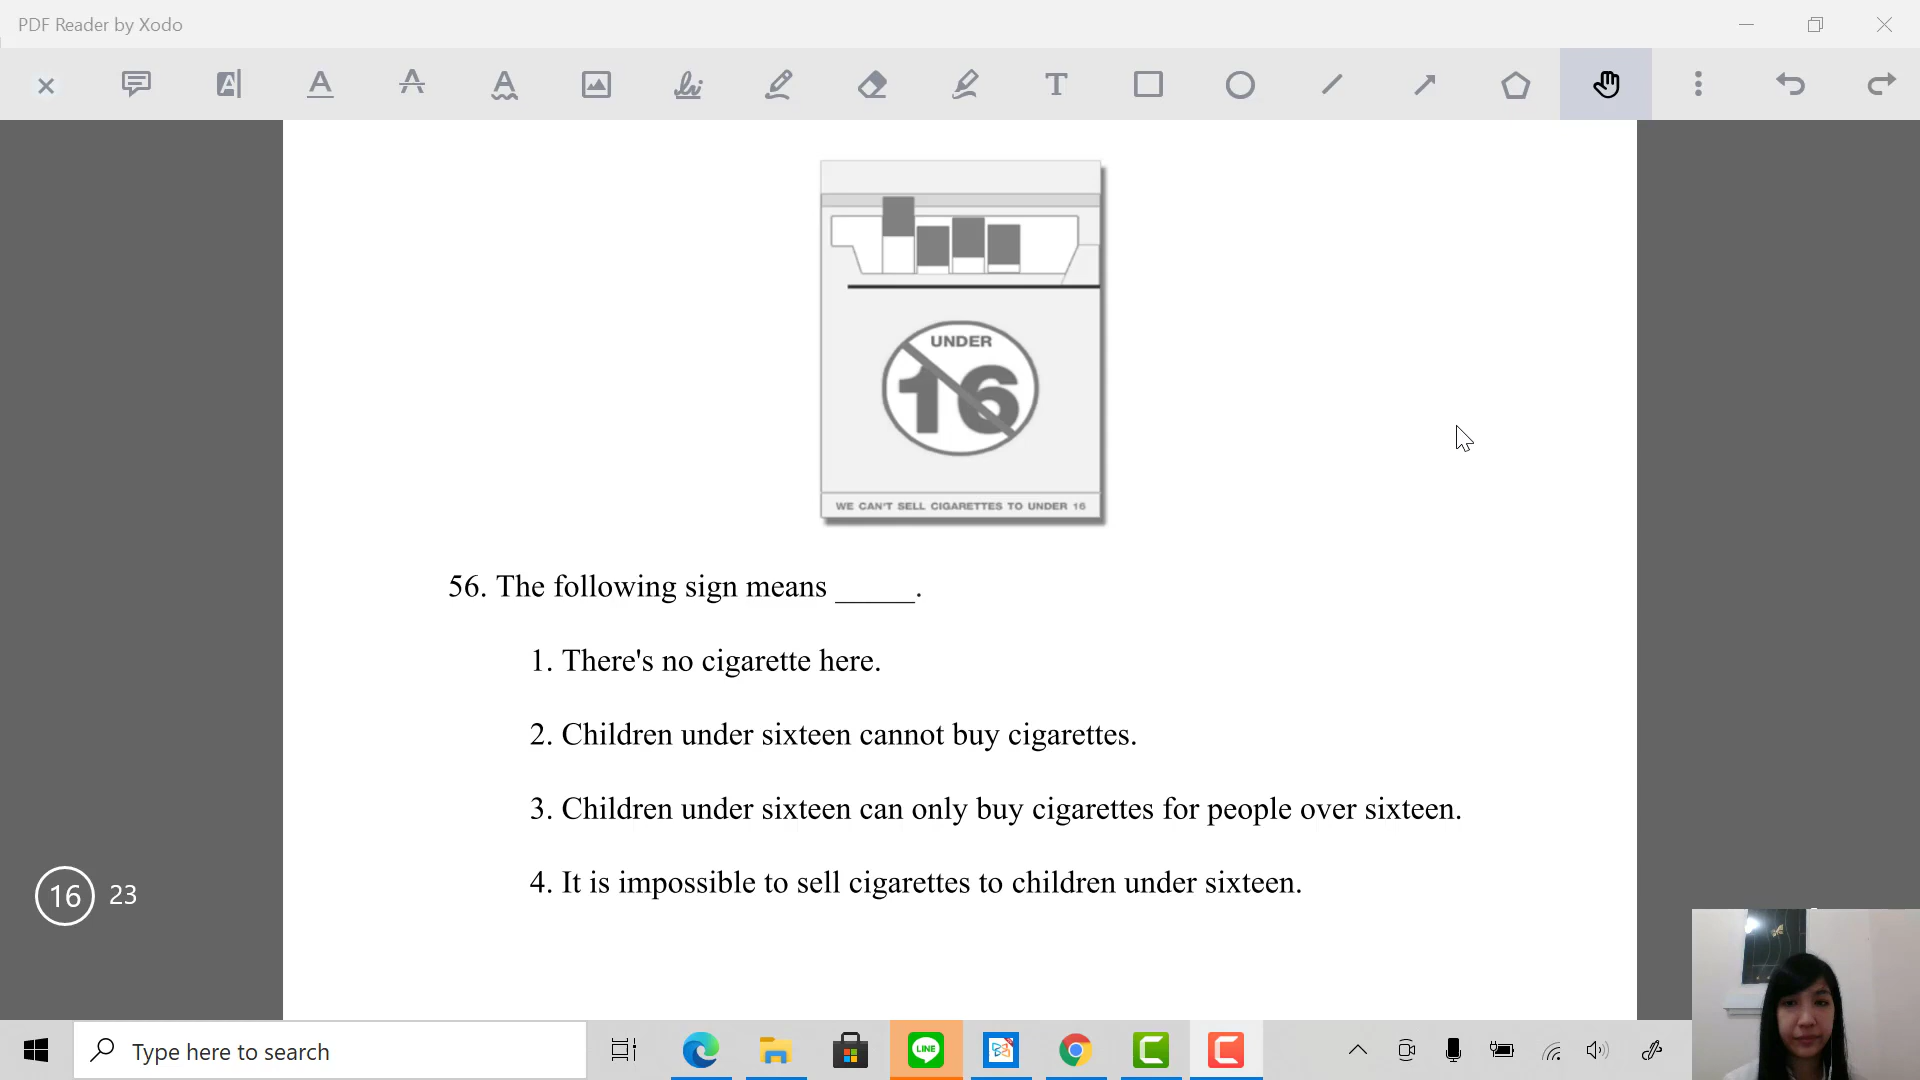 PDF Reader by Xodo
UNDER
16
WE CAN'T SELL CIGARETTES TO UNDER 16
56. The following sign means _____.
1. There's no cigarette here.
2. Children under sixteen cannot buy cigarettes.
3. Children under sixteen can only buy cigarettes for people over sixteen.
4. It is impossible to sell cigarettes to children under sixteen.
16 23
Type here to search
LINE